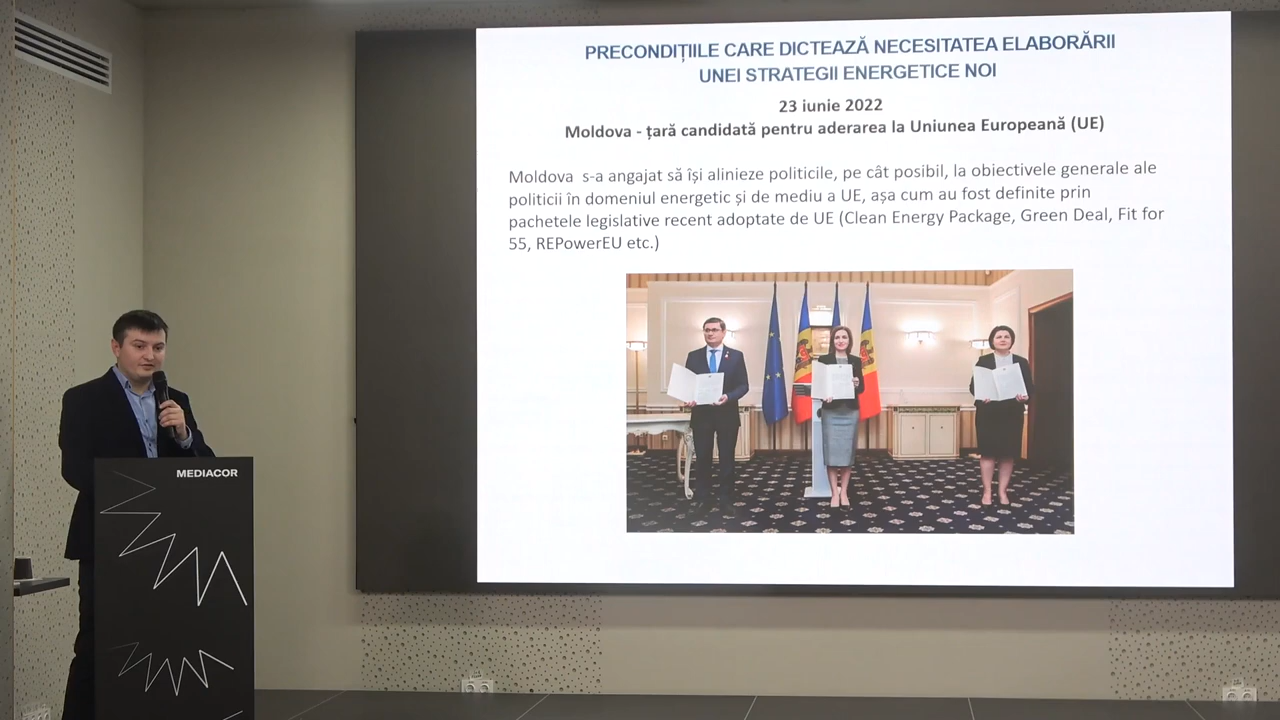 PRECONDIȚIILE CARE DICTEAZĂ NECESITATEA ELABORĂRII
UNEI STRATEGII ENERGETICE NOI
23 iunie 2022
Moldova - țară candidată pentru aderarea la Uniunea Europeană (UE)
Moldova s-a angajat să își alinieze politicile, pe cât posibil, la obiectivele generale ale
politicii în domeniul energetic și de mediu a UE, așa cum au fost definite prin
pachetele legislative recent adoptate de UE (Clean Energy Package, Green Deal, Fit for
55, REPowerEU etc.)
MEDIACOR